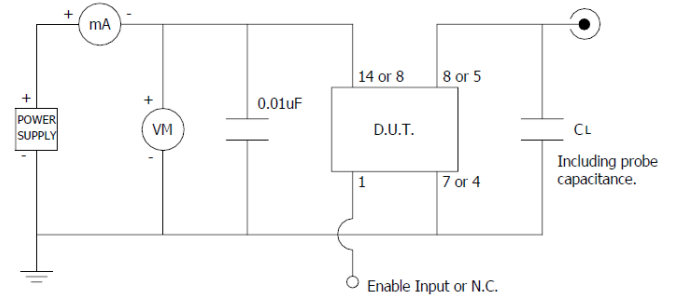 + mA -
14 or 8
8 or 5
+
POWER
SUPPLY
-
+
VM
-
0.01uF
D.U.T.
CL
Including probe
capacitance.
1
7 or 4
Enable Input or N.C.